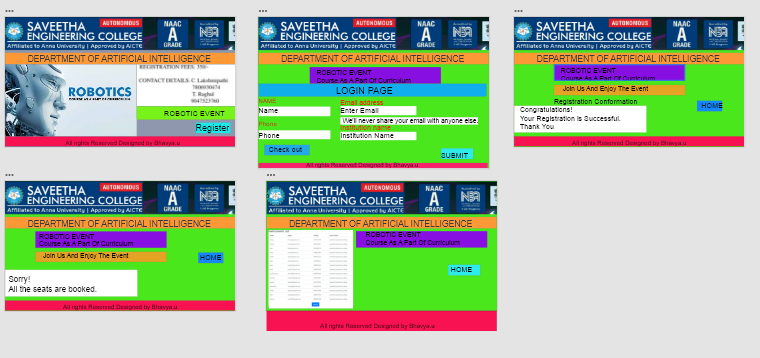 SAVEETHA
AUTONOMOUS
ENGINEERING COLLEGE
Affiliated to Anna University | Approved by AICTE
NAAC
A
GRADE
DEPARTMENT OF ARTIFICIAL INTELLIGENCE
ROBOTICS
COURSE AS A PART OF CURRICULUM
REGISTRATION FEES: 350/-
CONTACT DETAILS: C. Lakshmipathi
T. Raghul
9047523760
ROBOTIC EVENT
Register
All rights Reserved Designed by Bhavya.u
SAVEETHA
AUTONOMOUS
ENGINEERING COLLEGE
Affiliated to Anna University | Approved by AICTE
NAAC
A
GRADE
DEPARTMENT OF ARTIFICIAL INTELLIGENCE
ROBOTIC EVENT
Course As A Part Of Curriculum
LOGIN PAGE
NAME
Name
Email address
Enter Email
We'll never share your email with anyone else.
Phone
Phone
Institution name
Institution Name
Check out
SUBMIT
All rights Reserved Designed by Bhavya.u
SAVEETHA
AUTONOMOUS
ENGINEERING COLLEGE
Affiliated to Anna University | Approved by AICTE
NAAC
A
GRADE
DEPARTMENT OF ARTIFICIAL INTELLIGENCE
ROBOTIC EVENT
Course As A Part Of Curriculum
Join Us And Enjoy The Event
Registration Conformation
HOME
Congratulations!
Your Registration is Successful.
Thank You
All rights Reserved Designed by Bhavya.u
SAVEETHA
AUTONOMOUS
ENGINEERING COLLEGE
Affiliated to Anna University | Approved by AICTE
NAAC
A
GRADE
DEPARTMENT OF ARTIFICIAL INTELLIGENCE
ROBOTIC EVENT
Course As A Part Of Curriculum
Join Us And Enjoy The Event
HOME
Sorry!
All the seats are booked.
All rights Reserved Designed by Bhavya.u
SAVEETHA
AUTONOMOUS
ENGINEERING COLLEGE
Affiliated to Anna University | Approved by AICTE
NAAC
A
GRADE
DEPARTMENT OF ARTIFICIAL INTELLIGENCE
ROBOTIC EVENT
Course As A Part Of Curriculum
HOME
All rights Reserved Designed by Bhavya.u